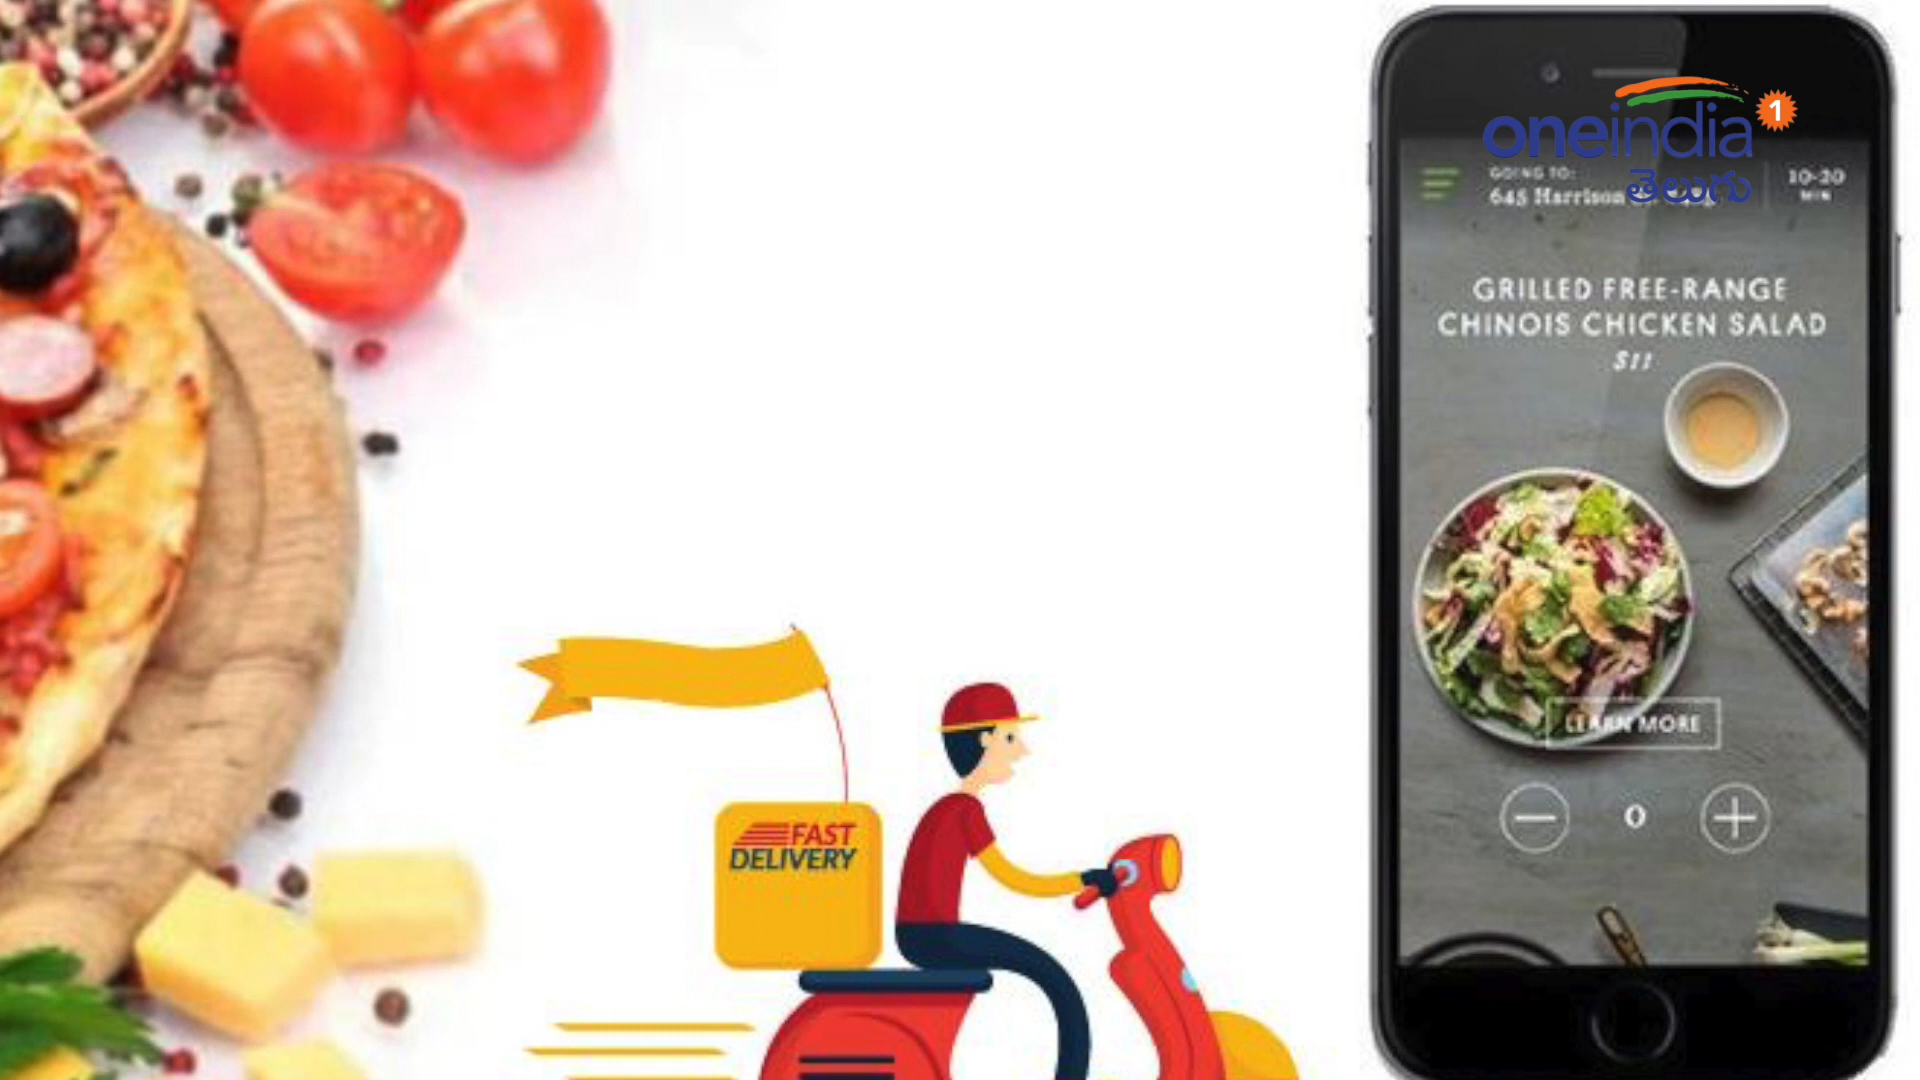 oneindia 1
తెలుగు
GOING TO:
645 Harrison
10-20
MIN
GRILLED FREE-RANGE
CHINOIS CHICKEN SALAD
$11
LEARN MORE
0
FAST
DELIVERY